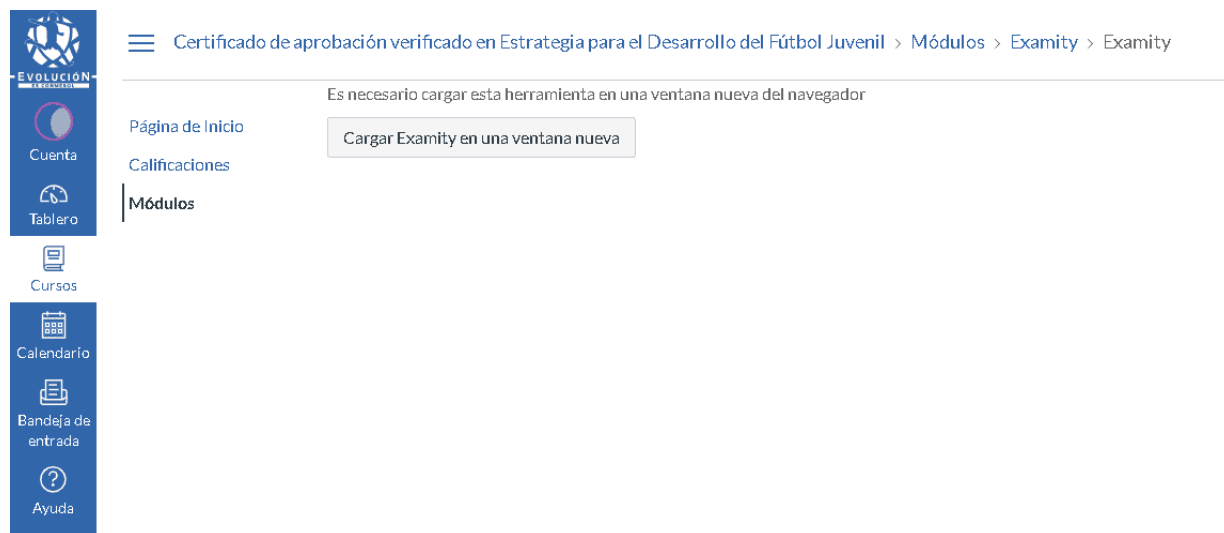 EVOLUCIÓN
DE CONMEBOL
Certificado de aprobación verificado en Estrategia para el Desarrollo del Fútbol Juvenil > Módulos > Examity > Examity
Es necesario cargar esta herramienta en una ventana nueva del navegador
Cargar Examity en una ventana nueva
Página de Inicio
Calificaciones
Módulos
Cuenta
Tablero
Cursos
Calendario
Bandeja de
entrada
Ayuda